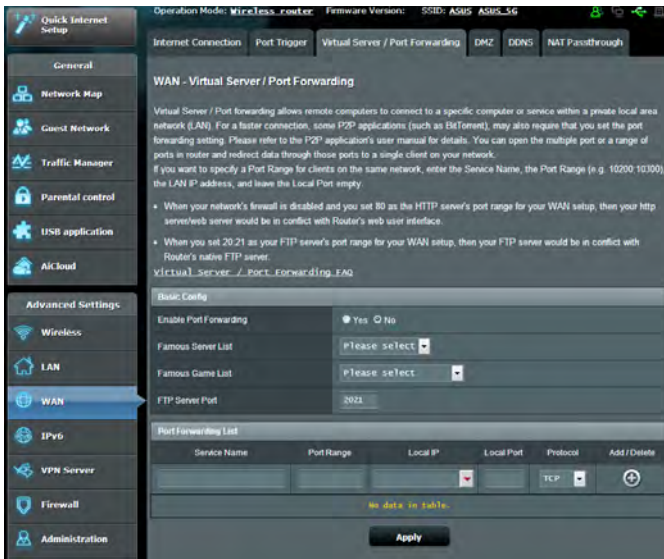 Quick Internet
Setup
General
Network Map
Guest Network
Traffic Manager
Parental control
USB application
AiCloud
Advanced Settings
Wireless
LAN
WAN
IPv6
VPN Server
Firewall
Administration
Operation Mode: Wireless router Firmware Version: SSID: ASUS ASUS_5G
Internet Connection Port Trigger Virtual Server / Port Forwarding DMZ DDNS NAT Passthrough
WAN - Virtual Server / Port Forwarding
Virtual Server / Port forwarding allows remote computers to connect to a specific computer or service within a private local area
network (LAN). For a faster connection, some P2P applications (such as BitTorrent), may also require that you set the port
forwarding setting. Please refer to the P2P application's user manual for details. You can open the multiple port or a range of
ports in router and redirect data through those ports to a single client on your network.
If you want to specify a Port Range for clients on the same network, enter the Service Name, the Port Range (e.g. 10200:10300),
the LAN IP address, and leave the Local Port empty.
• When your network's firewall is disabled and you set 80 as the HTTP server's port range for your WAN setup, then your http
server/web server would be in conflict with Router's web user interface.
• When you set 20:21 as your FTP server's port range for your WAN setup, then your FTP server would be in conflict with
Router's native FTP server.
Virtual Server / Port Forwarding FAQ
Basic Config
Enable Port Forwarding Yes No
Famous Server List Please select
Famous Game List Please select
FTP Server Port 2021
Port Forwarding List
Service Name Port Range Local IP Local Port Protocol Add / Delete
TCP
No data in table.
Apply